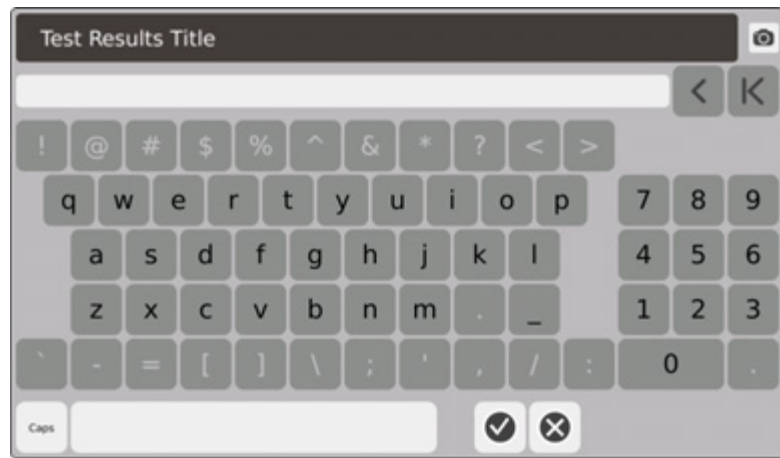 Test Results Title
! @ # $ % ^ & * ? < >
q w e r t y u i o p 7 8 9
a s d f g h j k l 4 5 6
z x c v b n m . _ 1 2 3
` - = [ ] \ ; ' , / : 0 .
Caps